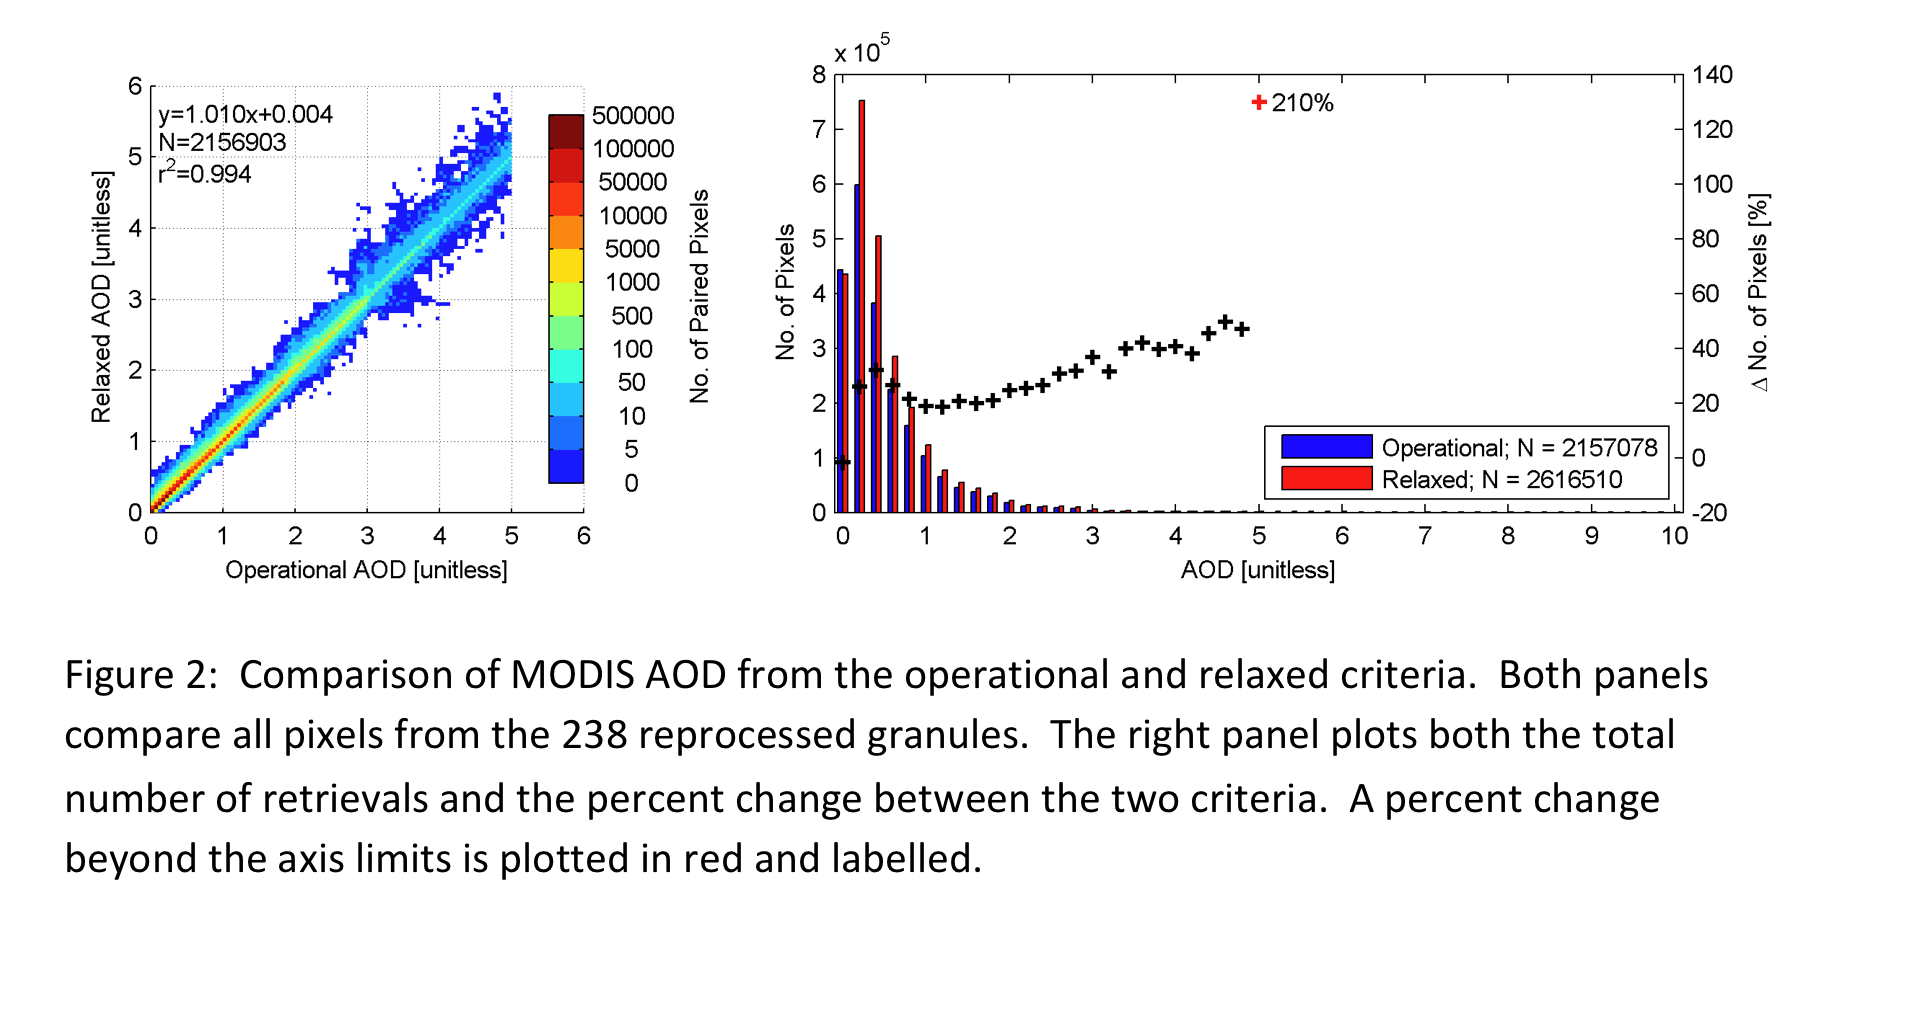 y=1.010x+0.004
N=2156903
r²=0.994
6
5
4
3
2
1
0
0 1 2 3 4 5 6
Relaxed AOD [unitless]
Operational AOD [unitless]
500000
100000
50000
10000
5000
1000
500
100
50
10
5
0
No. of Paired Pixels
x 10⁵
8
7
6
5
4
3
2
1
0
No. of Pixels
210%
140
120
100
80
60
40
20
0
-20
Δ No. of Pixels [%]
Operational; N = 2157078
Relaxed; N = 2616510
0 1 2 3 4 5 6 7 8 9 10
AOD [unitless]
Figure 2: Comparison of MODIS AOD from the operational and relaxed criteria. Both panels
compare all pixels from the 238 reprocessed granules. The right panel plots both the total
number of retrievals and the percent change between the two criteria. A percent change
beyond the axis limits is plotted in red and labelled.